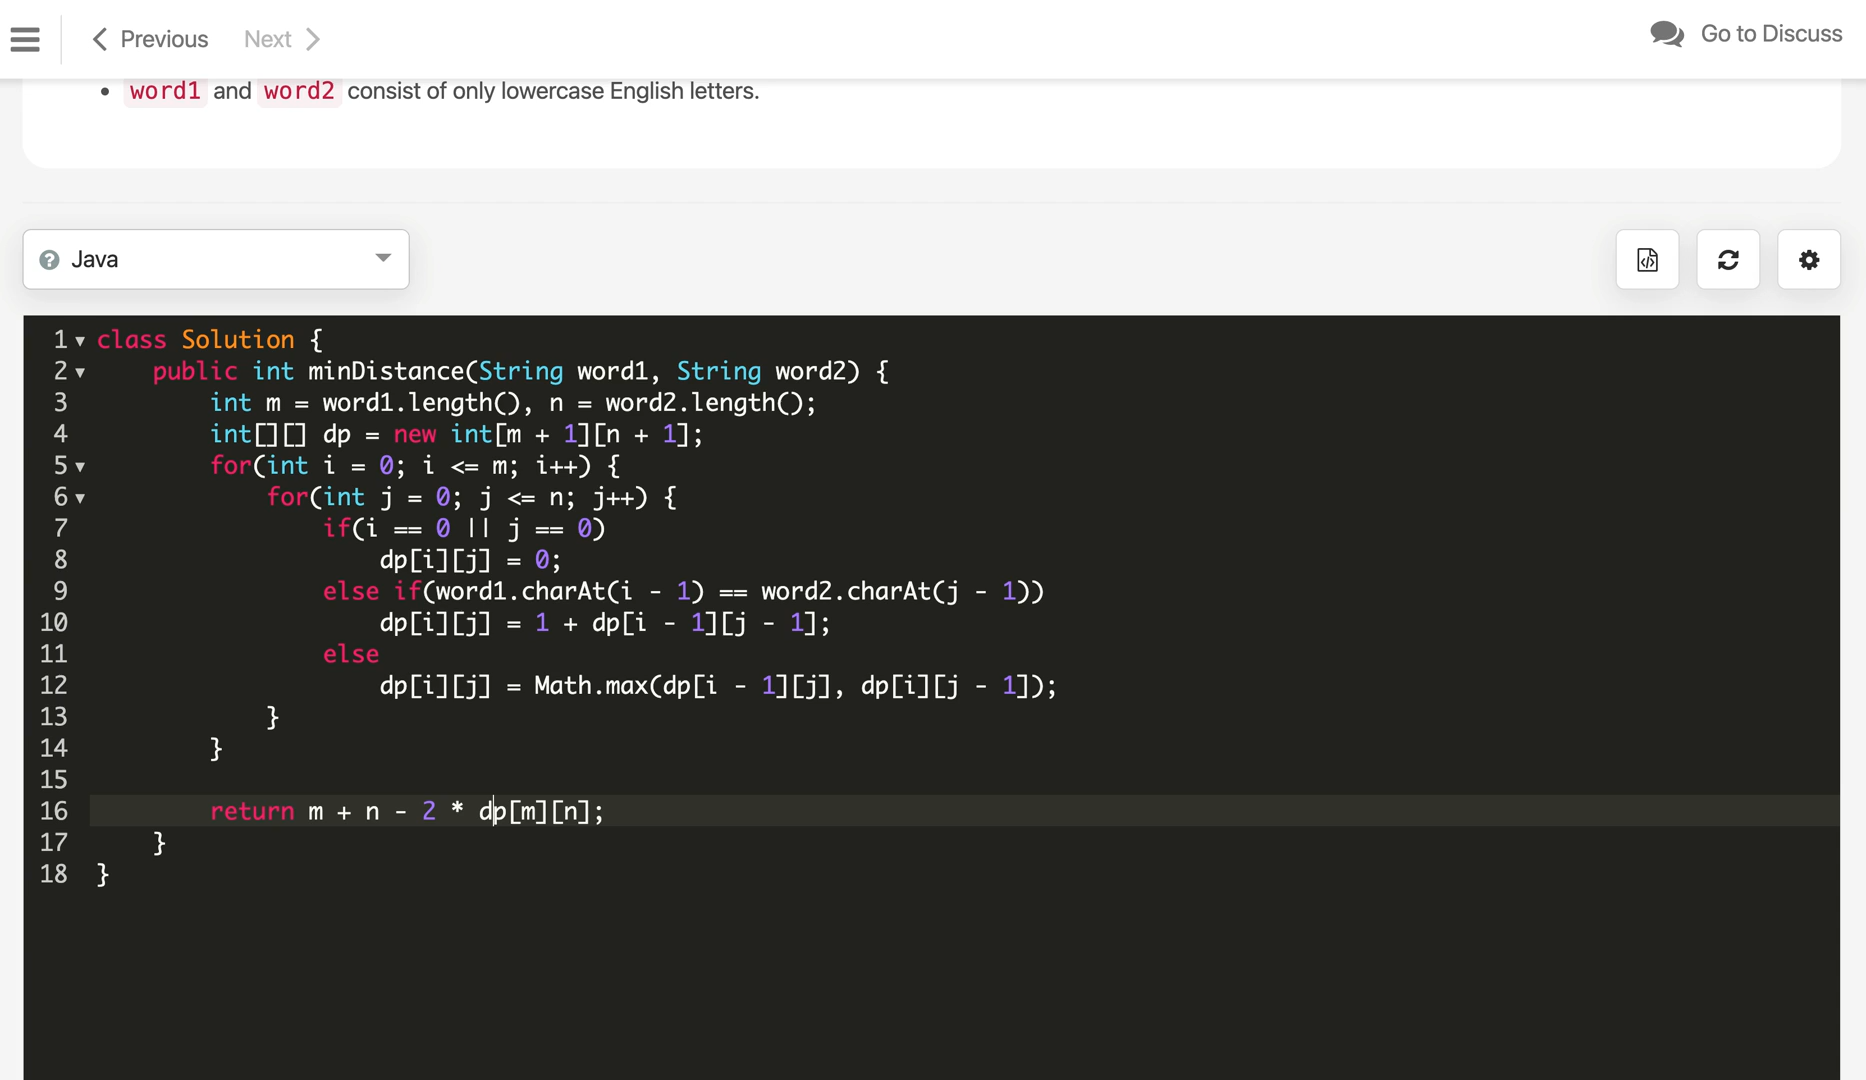 Previous Next Go to Discuss
• word1 and word2 consist of only lowercase English letters.
Java
1 class Solution {
2     public int minDistance(String word1, String word2) {
3         int m = word1.length(), n = word2.length();
4         int[][] dp = new int[m + 1][n + 1];
5         for(int i = 0; i <= m; i++) {
6             for(int j = 0; j <= n; j++) {
7                 if(i == 0 || j == 0)
8                     dp[i][j] = 0;
9                 else if(word1.charAt(i - 1) == word2.charAt(j - 1))
10                     dp[i][j] = 1 + dp[i - 1][j - 1];
11                 else
12                     dp[i][j] = Math.max(dp[i - 1][j], dp[i][j - 1]);
13             }
14         }
15
16         return m + n - 2 * dp[m][n];
17     }
18 }